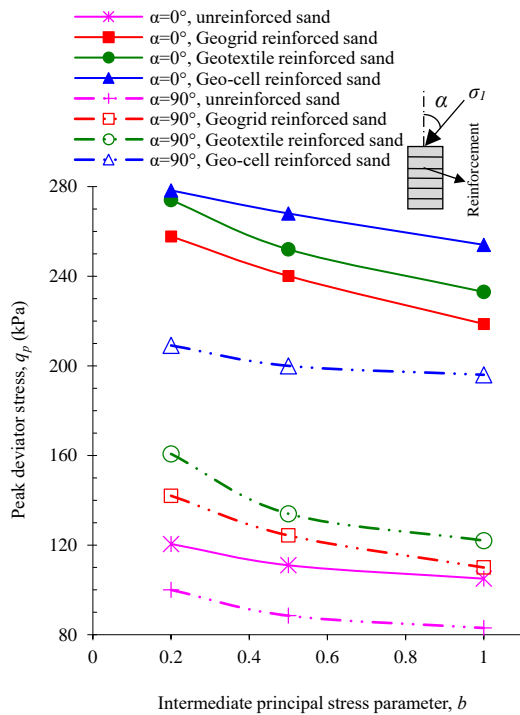 α=0°, unreinforced sand
α=0°, Geogrid reinforced sand
α=0°, Geotextile reinforced sand
α=0°, Geo-cell reinforced sand
α=90°, unreinforced sand
α=90°, Geogrid reinforced sand
α=90°, Geotextile reinforced sand
α=90°, Geo-cell reinforced sand
α
σ1
Reinforcement
Peak deviator stress, qp (kPa)
280
240
200
160
120
80
0
0.2
0.4
0.6
0.8
1
Intermediate principal stress parameter, b